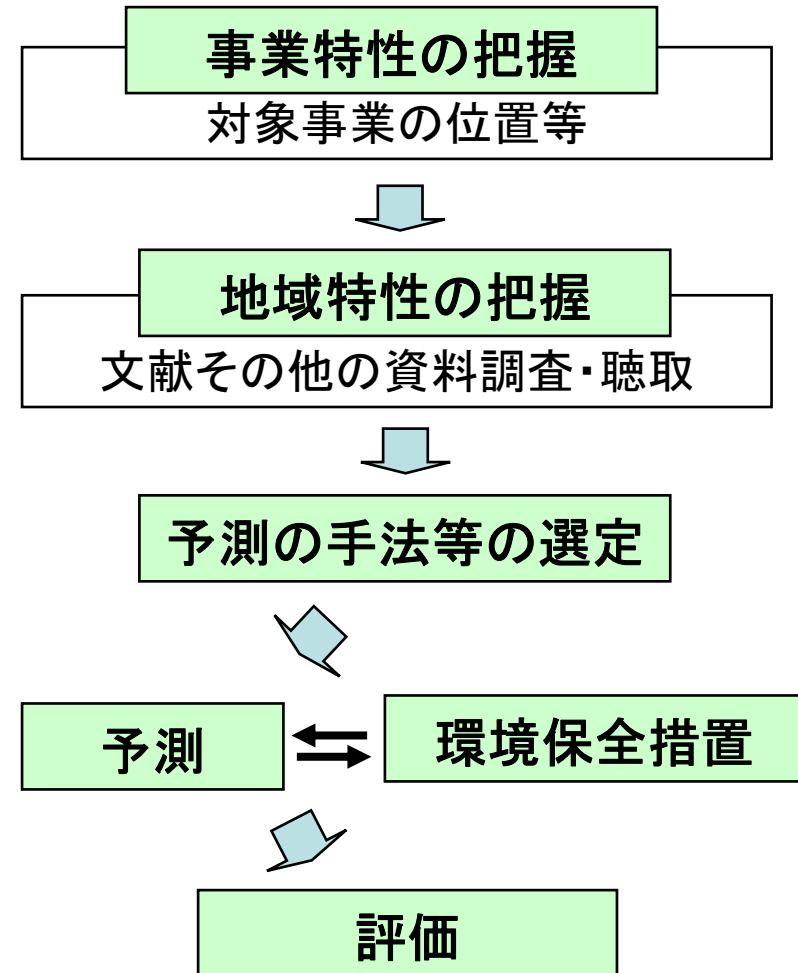 事業特性の把握
対象事業の位置等
地域特性の把握
文献その他の資料調査・聴取
予測の手法等の選定
予測
環境保全措置
評価